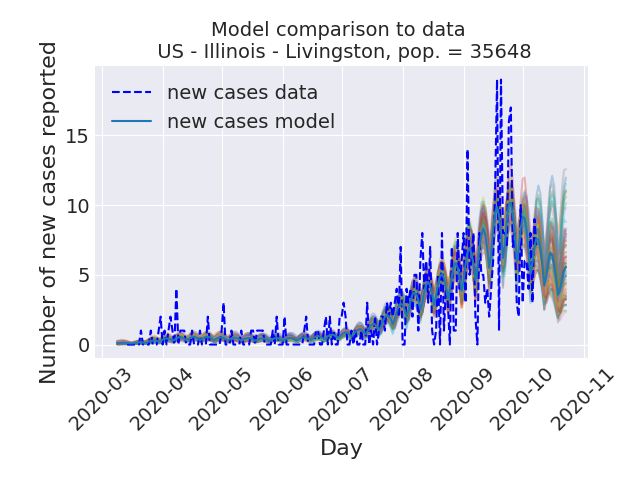 Model comparison to data
US - Illinois - Livingston, pop. = 35648
Number of new cases reported
new cases data
new cases model
15
10
5
0
2020-03
2020-04
2020-05
2020-06
2020-07
2020-08
2020-09
2020-10
2020-11
Day